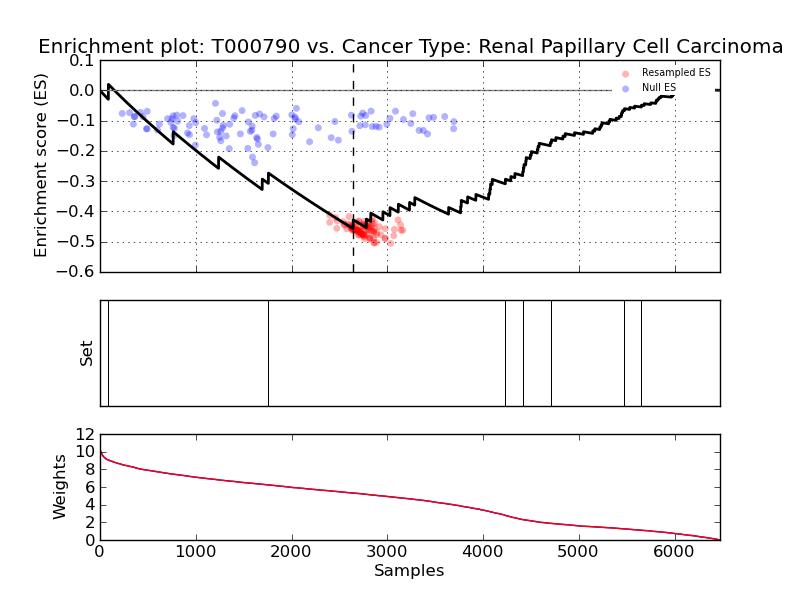 Enrichment plot: T000790 vs. Cancer Type: Renal Papillary Cell Carcinoma
Enrichment score (ES)
0.1
0.0
−0.1
−0.2
−0.3
−0.4
−0.5
−0.6
Resampled ES
Null ES
Set
Weights
12
10
8
6
4
2
0
0 1000 2000 3000 4000 5000 6000
Samples